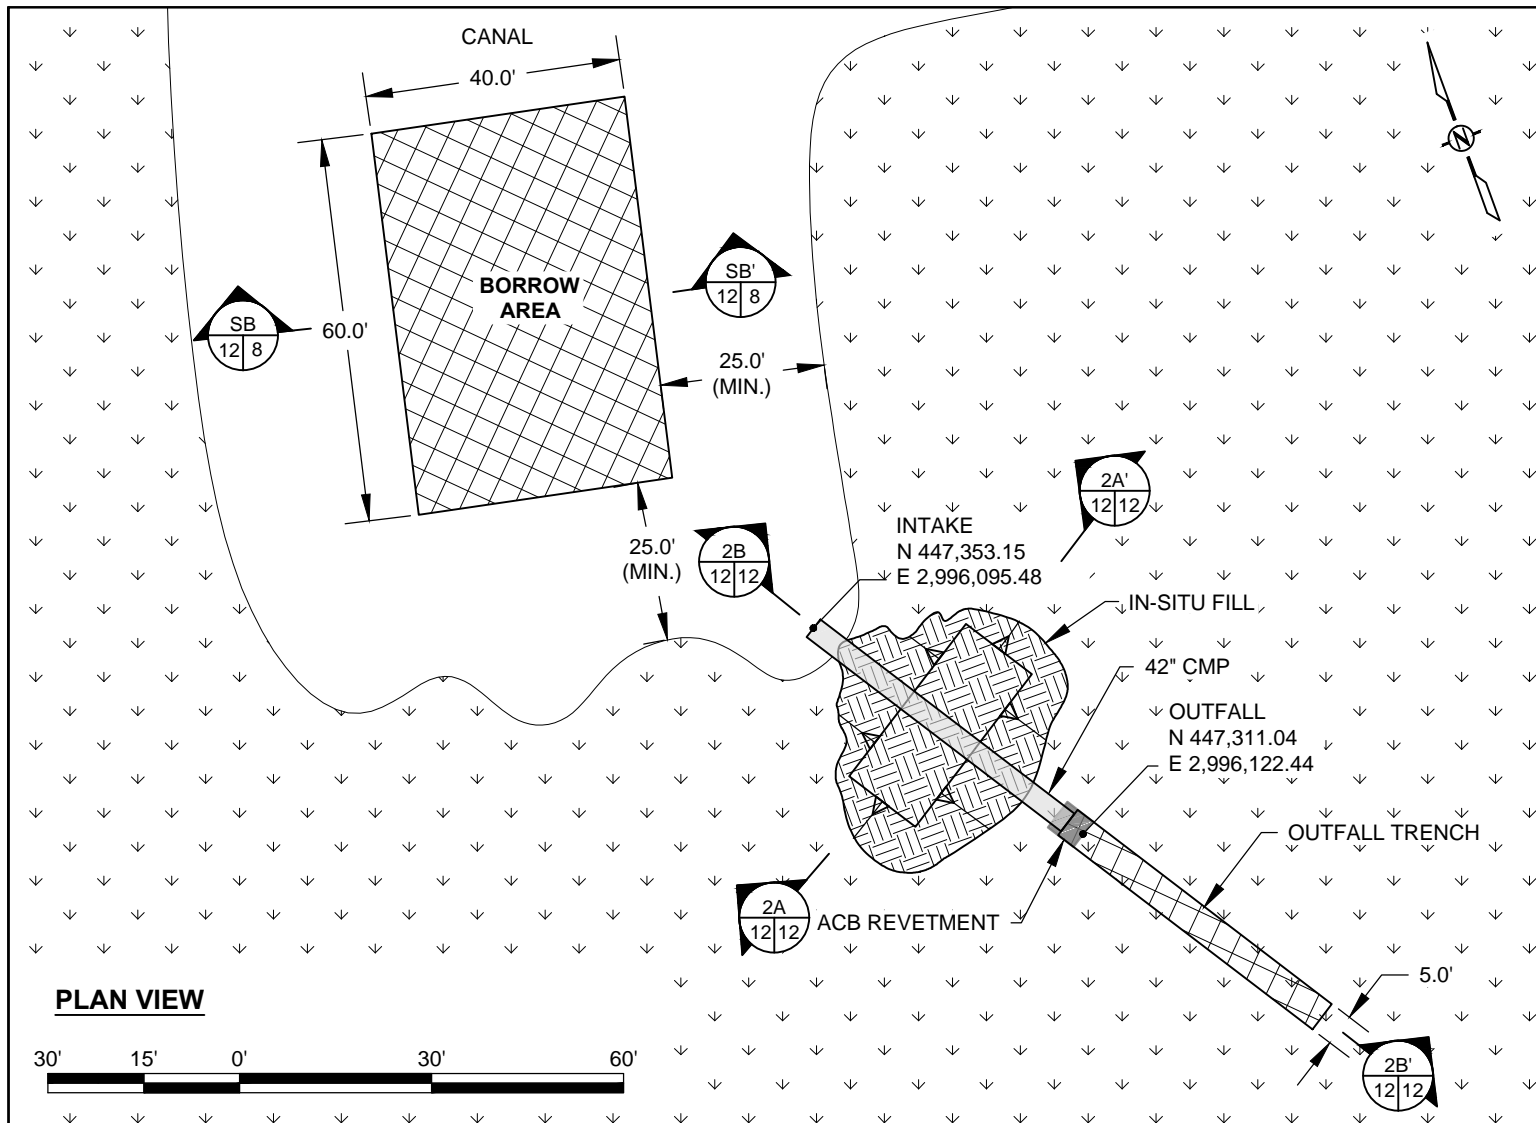 CANAL
40.0'
N
BORROW
AREA
60.0'
SB
12 8
SB'
12 8
25.0'
(MIN.)
25.0'
(MIN.)
2B
12 12
INTAKE
N 447,353.15
E 2,996,095.48
2A'
12 12
IN-SITU FILL
42" CMP
OUTFALL
N 447,311.04
E 2,996,122.44
OUTFALL TRENCH
2A
12 12
ACB REVETMENT
5.0'
2B'
12 12
PLAN VIEW
30' 15' 0' 30' 60'